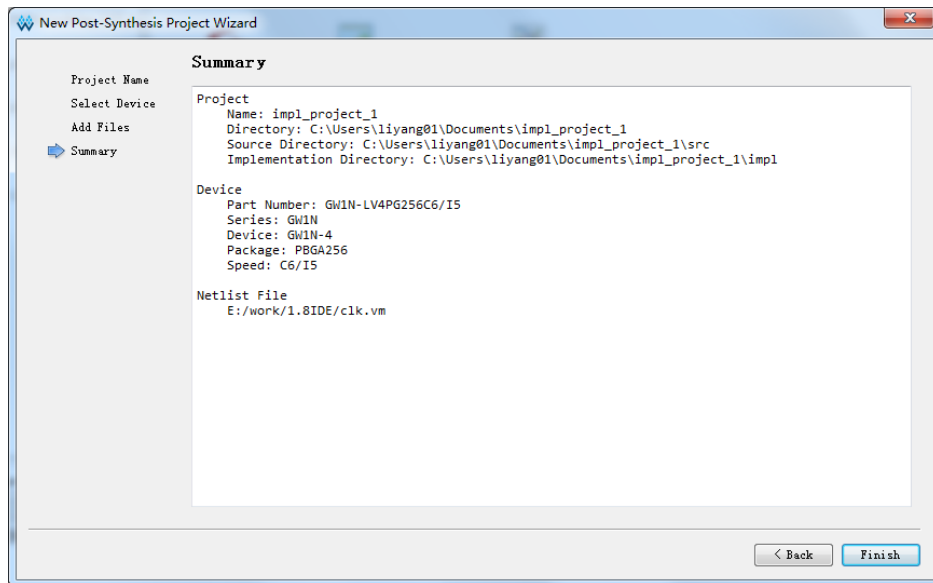 New Post-Synthesis Project Wizard
Project Name
Select Device
Add Files
Summary
Summary
Project
Name: impl_project_1
Directory: C:\Users\liyang01\Documents\impl_project_1
Source Directory: C:\Users\liyang01\Documents\impl_project_1\src
Implementation Directory: C:\Users\liyang01\Documents\impl_project_1\impl
Device
Part Number: GW1N-LV4PG256C6/I5
Series: GW1N
Device: GW1N-4
Package: PBGA256
Speed: C6/I5
Netlist File
E:/work/1.8IDE/clk.vm
< Back
Finish